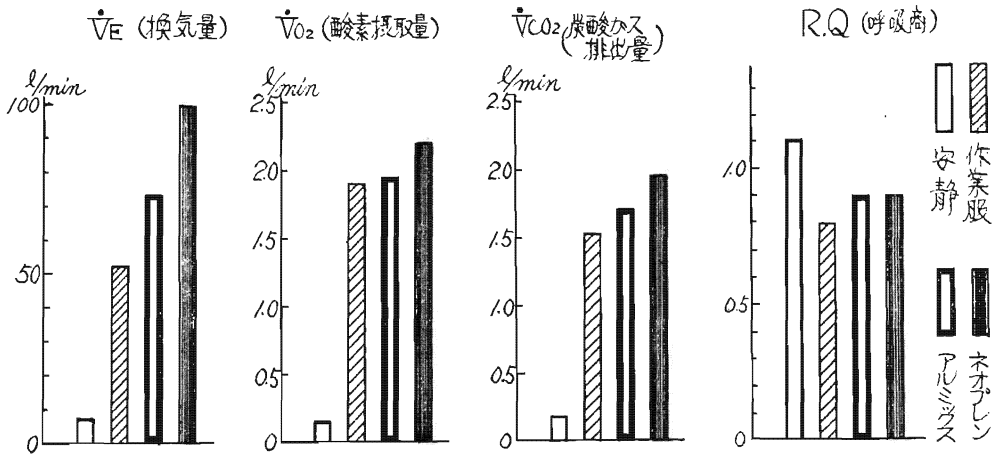 V̇E (換気量)
l/min
100
50
0
V̇O₂ (酸素摂取量)
l/min
2.5
2.0
1.5
1.0
0.5
0
V̇CO₂ (炭酸ガス
排出量)
l/min
2.5
2.0
1.5
1.0
0.5
0
R.Q (呼吸商)
1.0
0.5
0
安静
作業服
アルミックス
ネオプレン